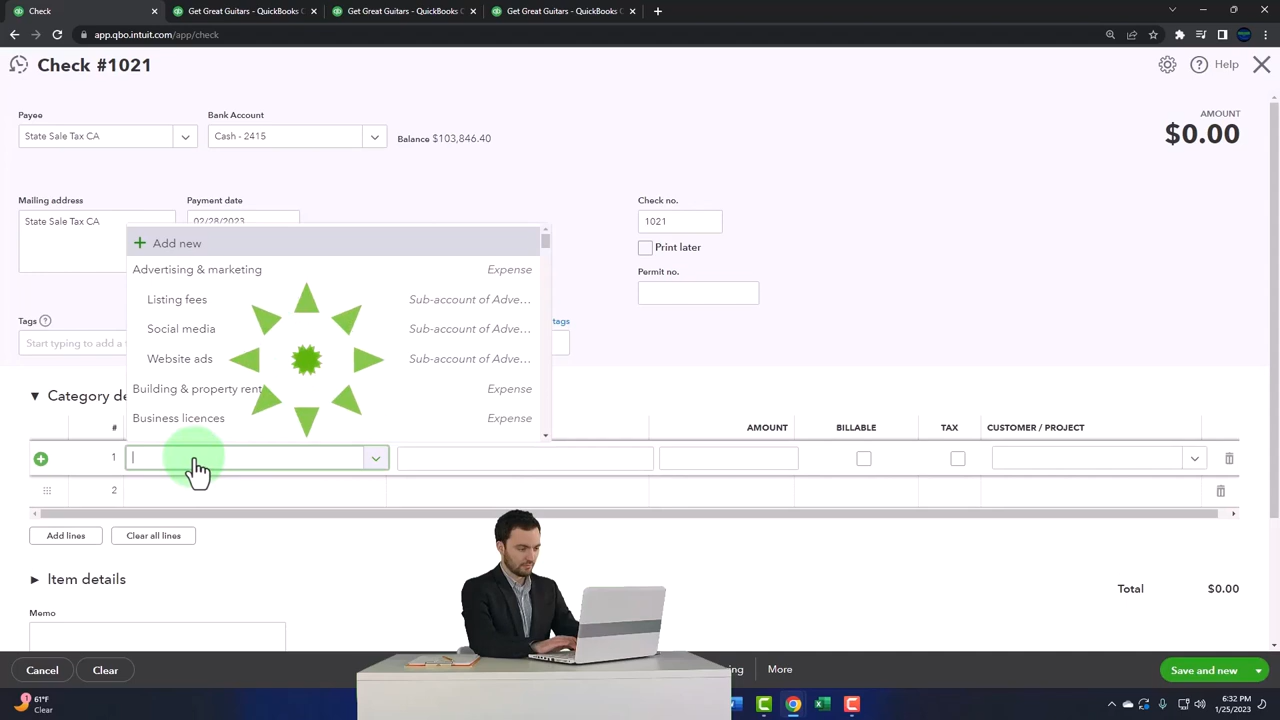 Check
Get Great Guitars - QuickBooks
Get Great Guitars - QuickBooks
Get Great Guitars - QuickBooks
app.qbo.intuit.com/app/check
Check #1021
Help
Payee
Bank Account
AMOUNT
State Sale Tax CA
Cash - 2415
Balance $103,846.40
$0.00
Mailing address
Payment date
Check no.
State Sale Tax CA
02/28/2023
1021
Print later
Permit no.
Tags
tags
Start typing to add a
+ Add new
Advertising & marketing Expense
Listing fees Sub-account of Adve...
Social media Sub-account of Adve...
Website ads Sub-account of Adve...
Building & property rent Expense
Business licences Expense
Category de
# AMOUNT BILLABLE TAX CUSTOMER / PROJECT
1
2
Add lines
Clear all lines
Item details
Total $0.00
Memo
Cancel
Clear
More
Save and new
61°F
Clear
6:32 PM
1/25/2023